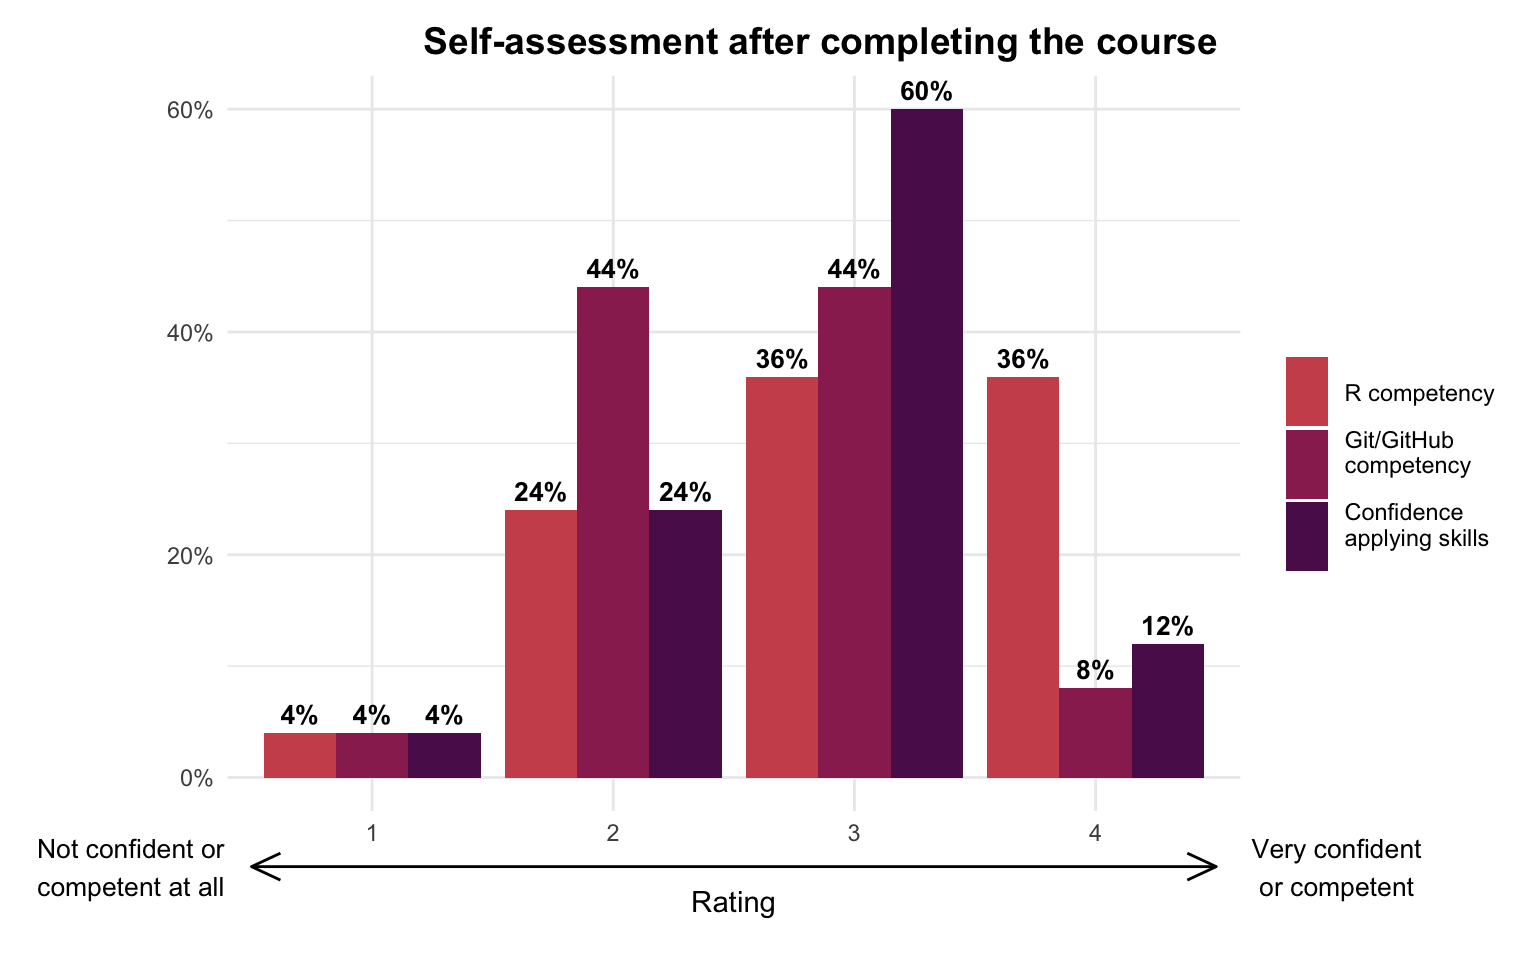 Self-assessment after completing the course
60%
40%
20%
0%
4%
4%
4%
24%
44%
24%
36%
44%
60%
36%
8%
12%
1
2
3
4
Not confident or
competent at all
Rating
Very confident
or competent
R competency
Git/GitHub
competency
Confidence
applying skills